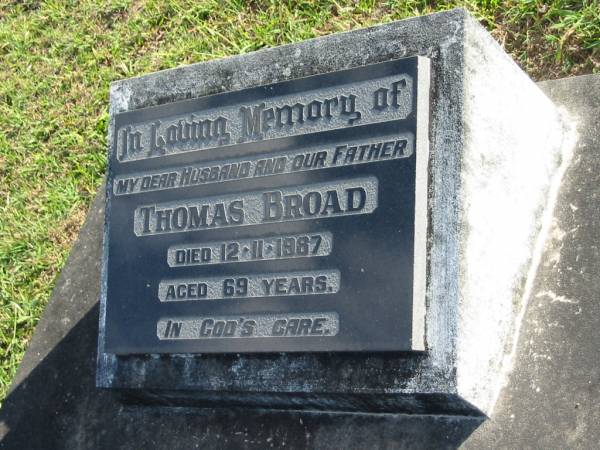 In Loving Memory of
MY DEAR HUSBAND AND OUR FATHER
THOMAS BROAD
DIED 12·11·1967
AGED 69 YEARS.
IN GOD'S CARE.